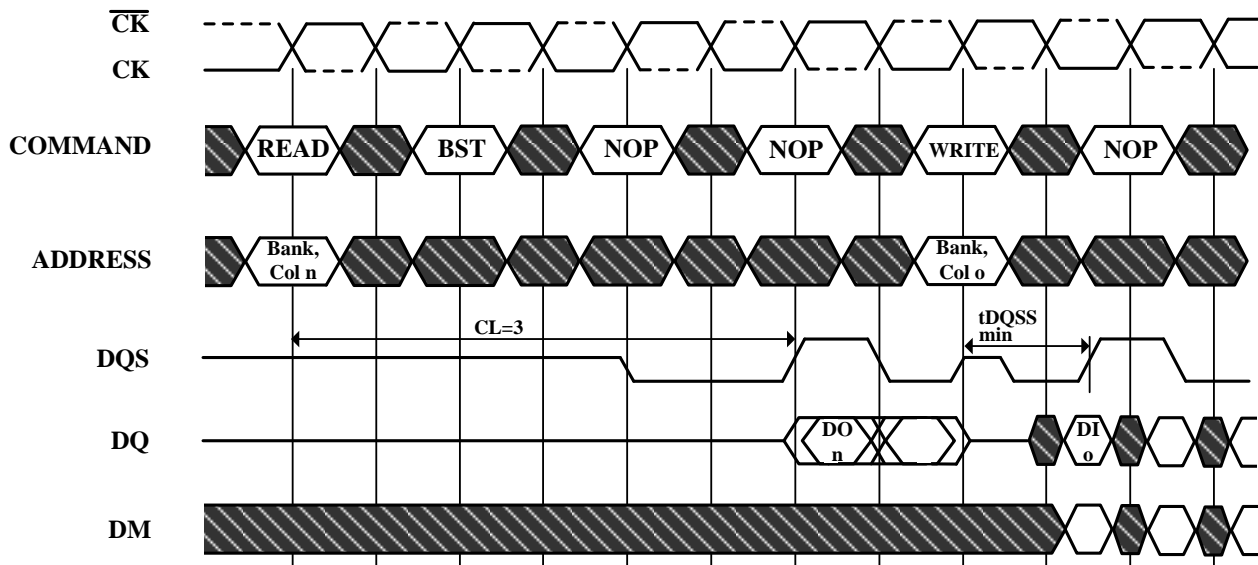 C̅K̅
CK
COMMAND
READ
BST
NOP
NOP
WRITE
NOP
ADDRESS
Bank,
Col n
Bank,
Col o
CL=3
tDQSS
min
DQS
DQ
DO
n
DI
o
DM